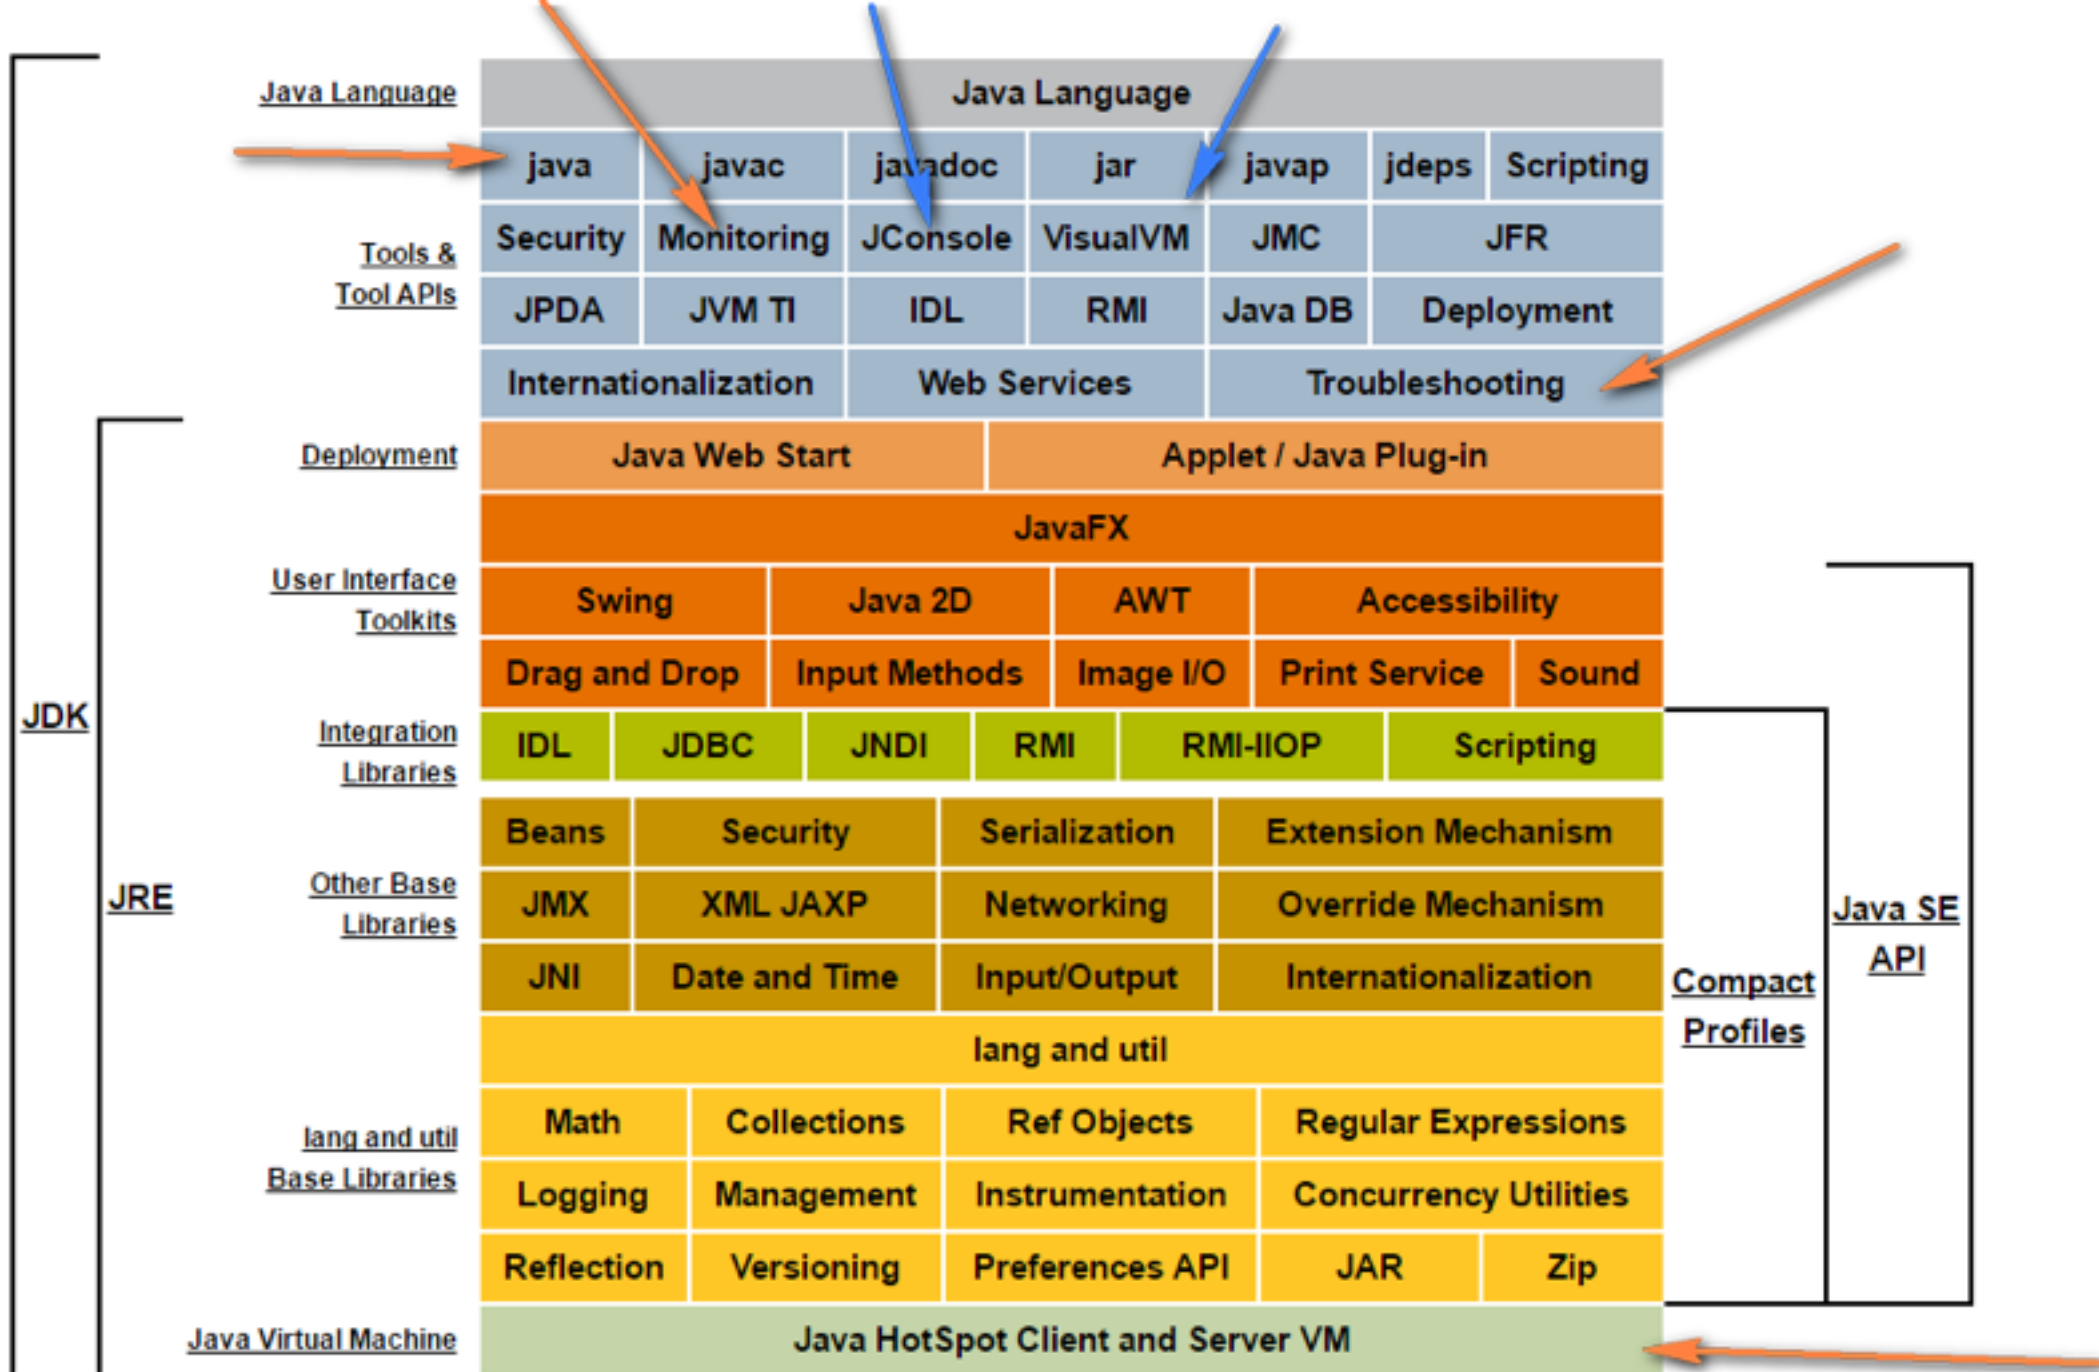 Java Language Java Language
java javac javadoc jar javap jdeps Scripting
Tools &
Tool APIs
Security Monitoring JConsole VisualVM JMC JFR
JPDA JVM TI IDL RMI Java DB Deployment
Internationalization Web Services Troubleshooting
Deployment Java Web Start Applet / Java Plug-in
JavaFX
User Interface
Toolkits
Swing Java 2D AWT Accessibility
Drag and Drop Input Methods Image I/O Print Service Sound
JDK
Integration
Libraries
IDL JDBC JNDI RMI RMI-IIOP Scripting
Beans Security Serialization Extension Mechanism
JRE
Other Base
Libraries
JMX XML JAXP Networking Override Mechanism
Java SE
API
JNI Date and Time Input/Output Internationalization
Compact
Profiles
lang and util
lang and util
Base Libraries
Math Collections Ref Objects Regular Expressions
Logging Management Instrumentation Concurrency Utilities
Reflection Versioning Preferences API JAR Zip
Java Virtual Machine Java HotSpot Client and Server VM